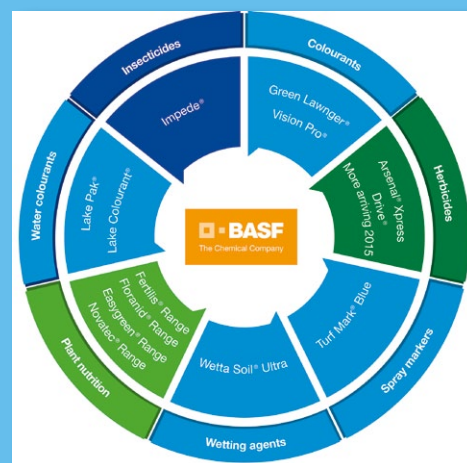 Insecticides
Impede®
Colourants
Green Lawnger®
Vision Pro®
Herbicides
Arsenal® Xpress
Drive®
More arriving 2015
Spray markers
Turf Mark® Blue
Wetting agents
Wetta Soil® Ultra
Plant nutrition
Fertilis® Range
Floranid® Range
Easygreen® Range
Novatec® Range
Water colourants
Lake Pak®
Lake Colourant®
BASF
The Chemical Company